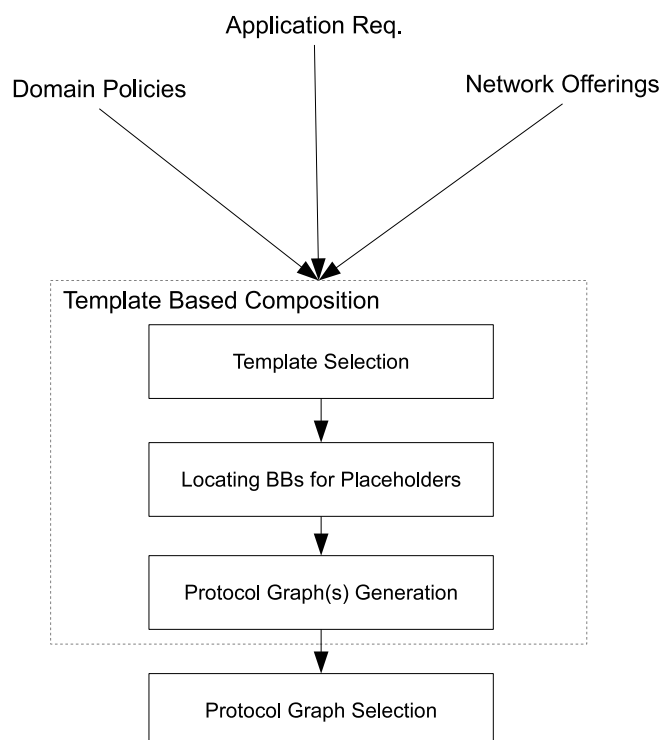 Application Req.
Domain Policies
Network Offerings
Template Based Composition
Template Selection
Locating BBs for Placeholders
Protocol Graph(s) Generation
Protocol Graph Selection